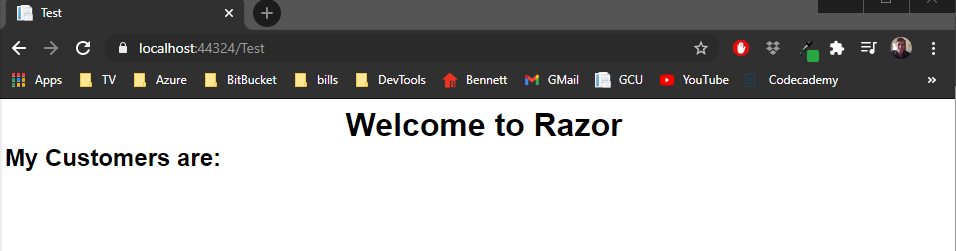 Test
localhost:44324/Test
Apps TV Azure BitBucket bills DevTools Bennett GMail GCU YouTube Codecademy »
Welcome to Razor
My Customers are: